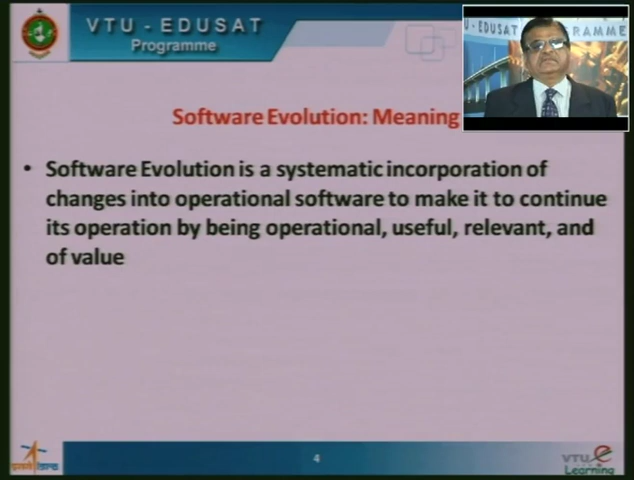 VTU - EDUSAT
Programme
U - EDUSAT
RAMME
Software Evolution: Meaning
• Software Evolution is a systematic incorporation of
changes into operational software to make it to continue
its operation by being operational, useful, relevant, and
of value
4
VTU
Learning